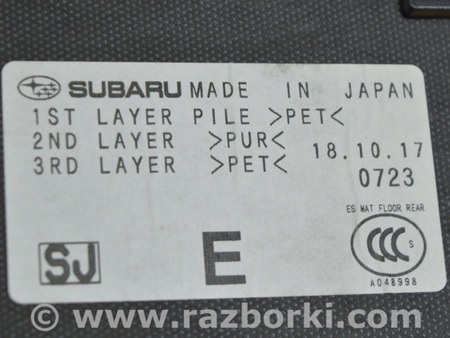 SUBARU MADE IN JAPAN
1ST LAYER PILE >PET<
2ND LAYER >PUR<
3RD LAYER >PET<
18.10.17
0723
ES MAT FLOOR REAR
SJ
E
CCC S
A048998
© www.razborki.com